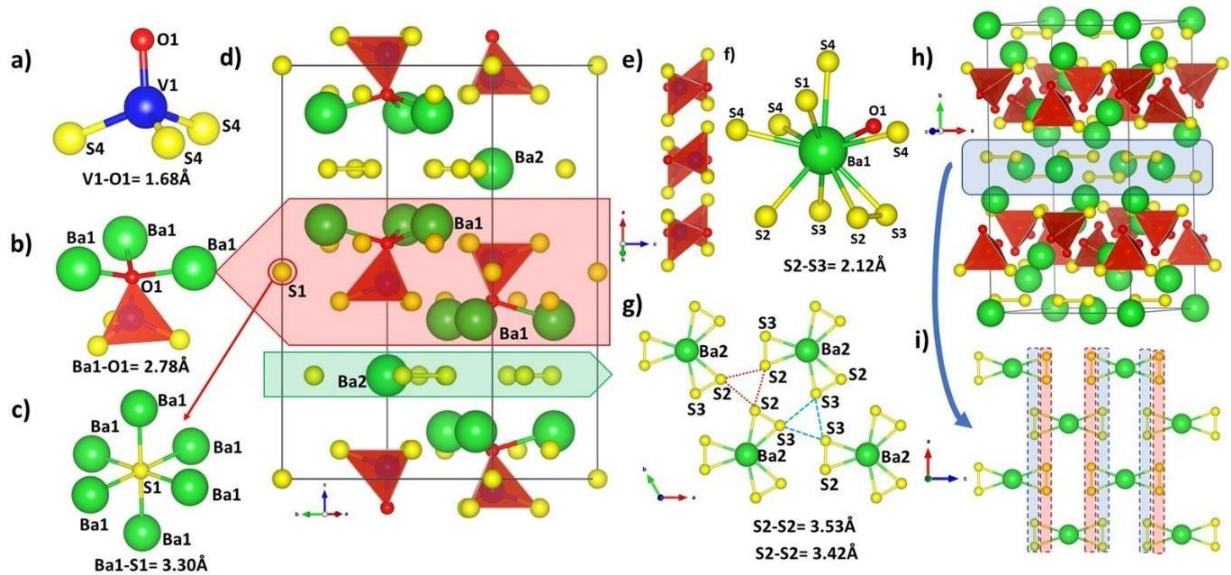 a)
O1
V1
S4
S4
S4
V1-O1= 1.68Å
b)
Ba1
Ba1
Ba1
O1
Ba1-O1= 2.78Å
c)
Ba1
Ba1
Ba1
S1
Ba1
Ba1
Ba1
Ba1-S1= 3.30Å
d)
Ba2
Ba1
S1
Ba1
Ba2
c
b
a
e)
a
c
b
f)
S4
S1
S4
S4
O1
S4
Ba1
S2
S3
S2
S3
S2-S3= 2.12Å
g)
S3
Ba2
Ba2
S2
S2
S3
S2
S2
S3
S3
S3
Ba2
Ba2
S2
b
a
S2-S2= 3.53Å
S2-S2= 3.42Å
h)
b
c
a
i)
a
c